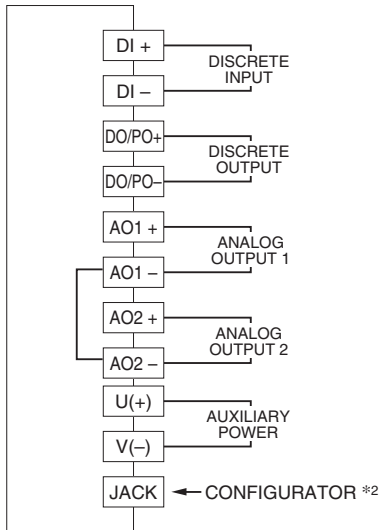 DI +
DISCRETE
INPUT
DI –
DO/PO+
DISCRETE
OUTPUT
DO/PO–
AO1 +
ANALOG
OUTPUT 1
AO1 –
AO2 +
ANALOG
OUTPUT 2
AO2 –
U(+)
AUXILIARY
POWER
V(–)
JACK CONFIGURATOR *2